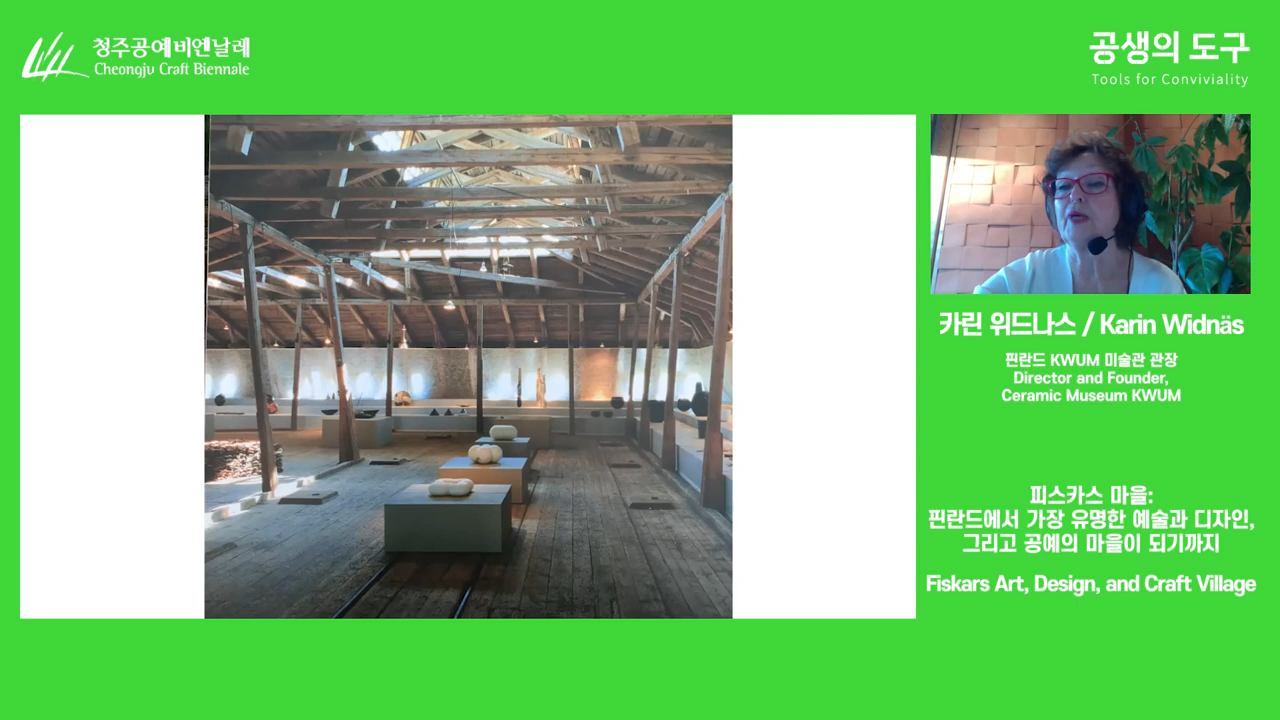 청주공예비엔날레
Cheongju Craft Biennale
공생의 도구
Tools for Conviviality
카린 위드나스 / Karin Widnäs
핀란드 KWUM 미술관 관장
Director and Founder,
Ceramic Museum KWUM
피스카스 마을:
핀란드에서 가장 유명한 예술과 디자인,
그리고 공예의 마을이 되기까지
Fiskars Art, Design, and Craft Village